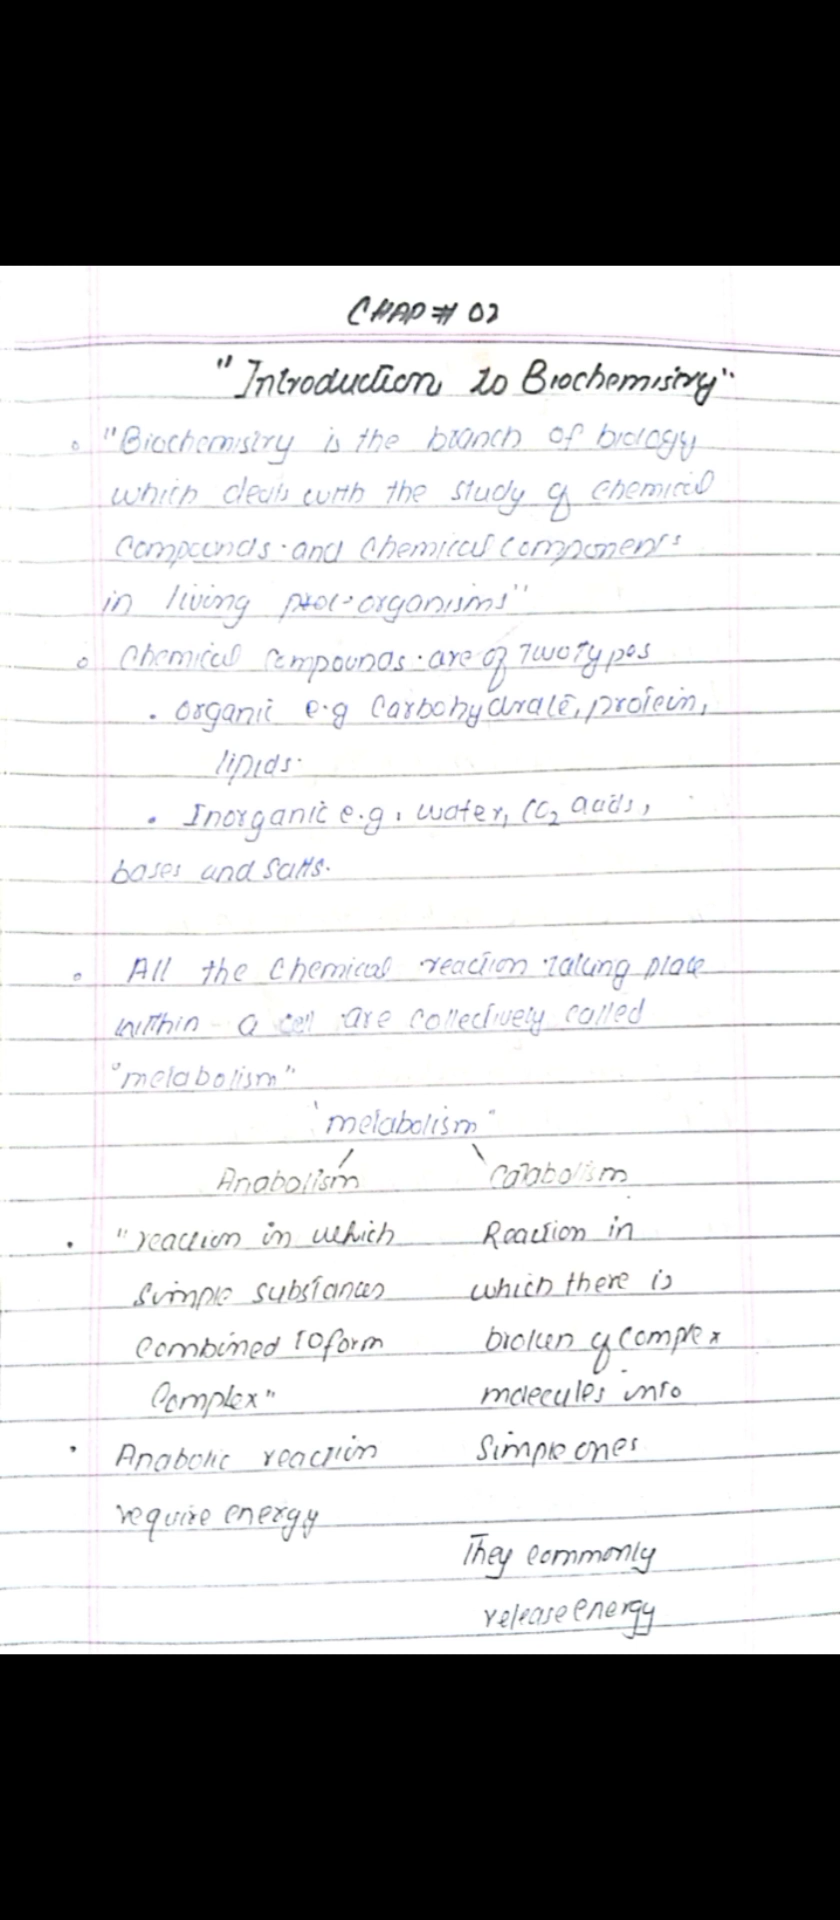 CHAP # 02
"Introduction to Biochemistry"
"Biochemistry is the branch of biology
which deals with the study of chemical
Compounds and Chemical Components
in living organisms"
Chemical Compounds are of Two Types
. organic e.g Carbohydrate, protein,
lipids.
. Inorganic e.g. water, CO2 acids,
bases and salts.
All the Chemical reaction Taking place
within a cell are collectively called
"metabolism"
"metabolism"
Anabolism Catabolism
. "reaction in which Reaction in
Simple substances which there is
Combined To form broken of Complex
Complex" molecules into
. Anabolic reaction Simple ones
require energy
They commonly
release energy